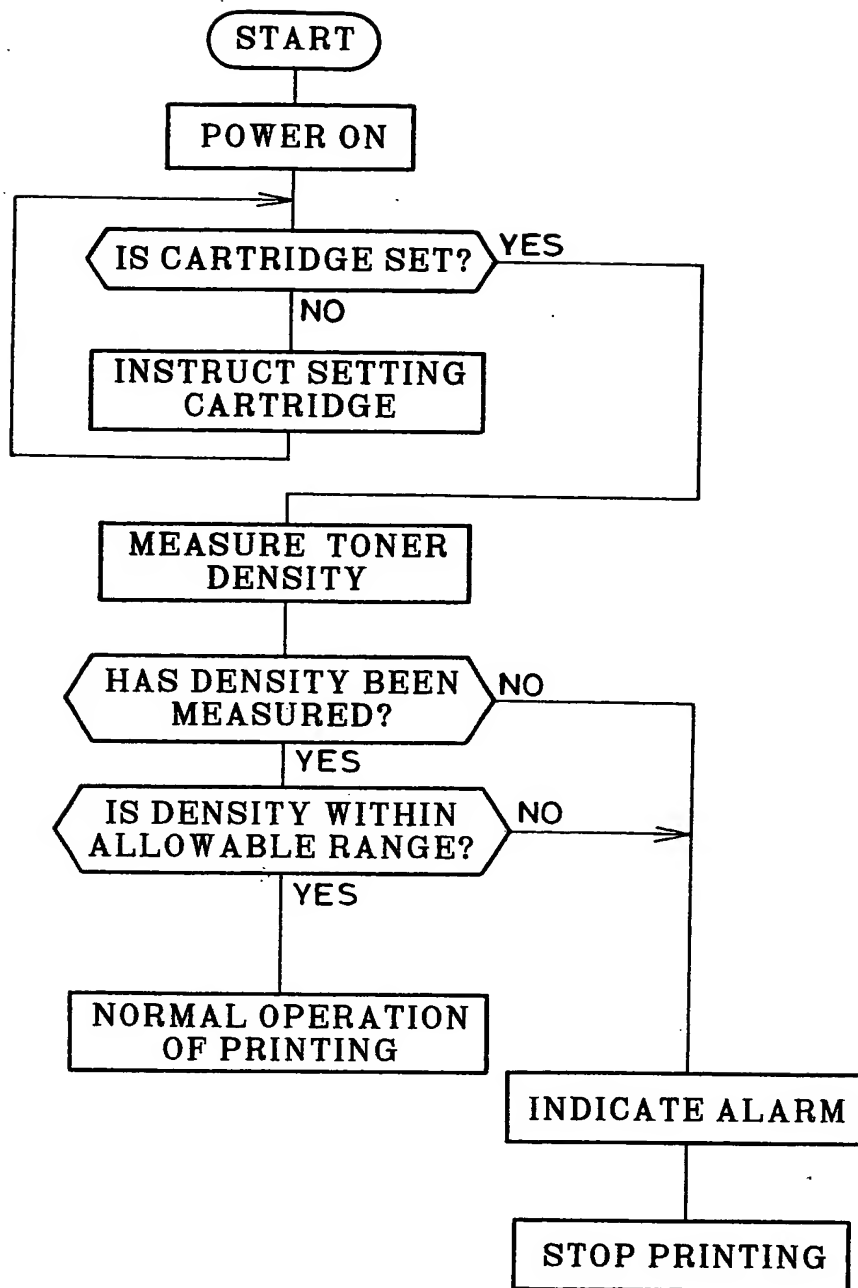 START
POWER ON
IS CARTRIDGE SET?
YES
NO
INSTRUCT SETTING
CARTRIDGE
MEASURE TONER
DENSITY
HAS DENSITY BEEN
MEASURED?
NO
YES
IS DENSITY WITHIN
ALLOWABLE RANGE?
NO
YES
NORMAL OPERATION
OF PRINTING
INDICATE ALARM
STOP PRINTING